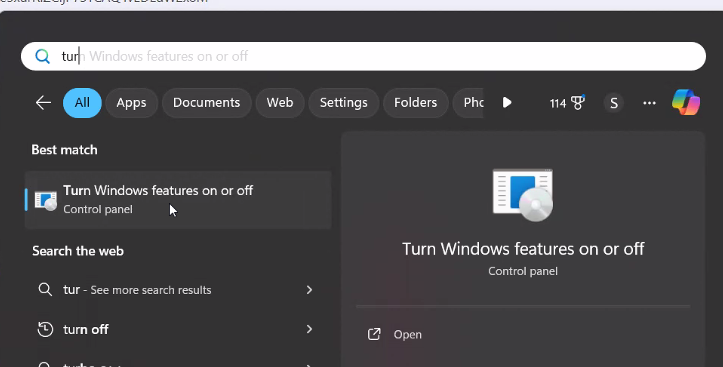 turn Windows features on or off
All Apps Documents Web Settings Folders Pho 114 S
Best match
Turn Windows features on or off
Control panel
Turn Windows features on or off
Control panel
Search the web
tur - See more search results
turn off
Open